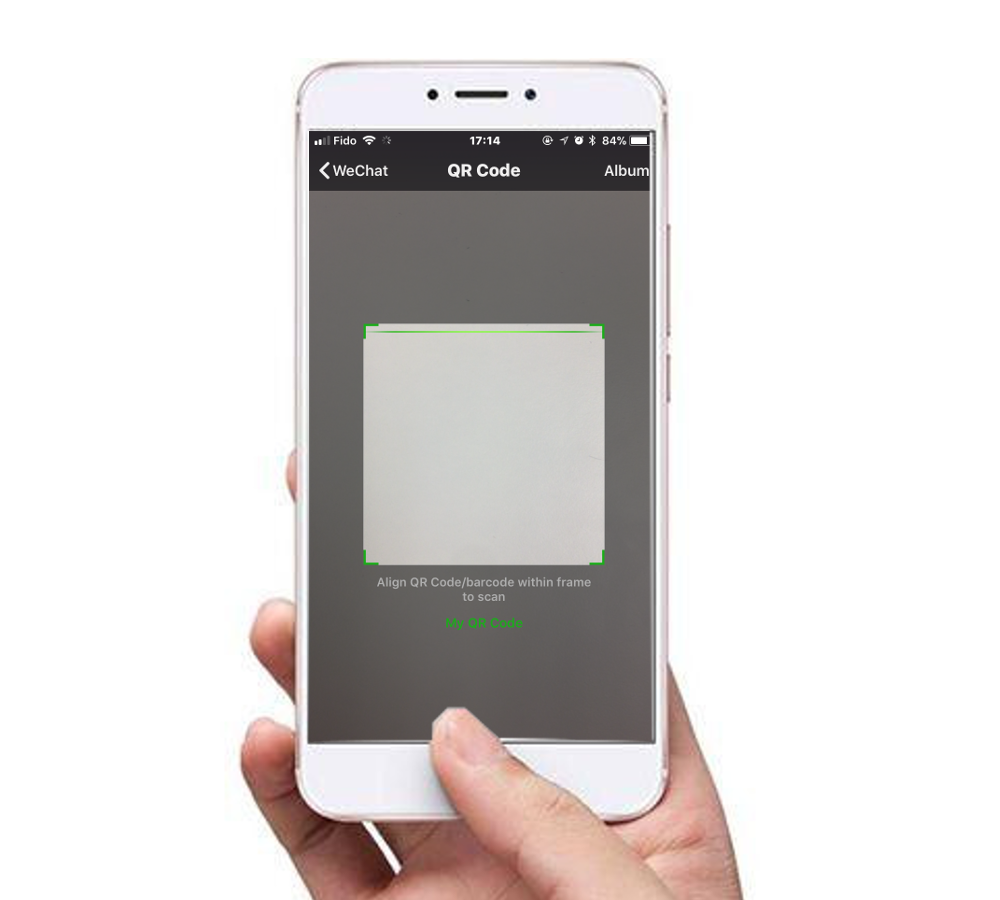 Fido 17:14 84%
WeChat QR Code Album
Align QR Code/barcode within frame
to scan
My QR Code